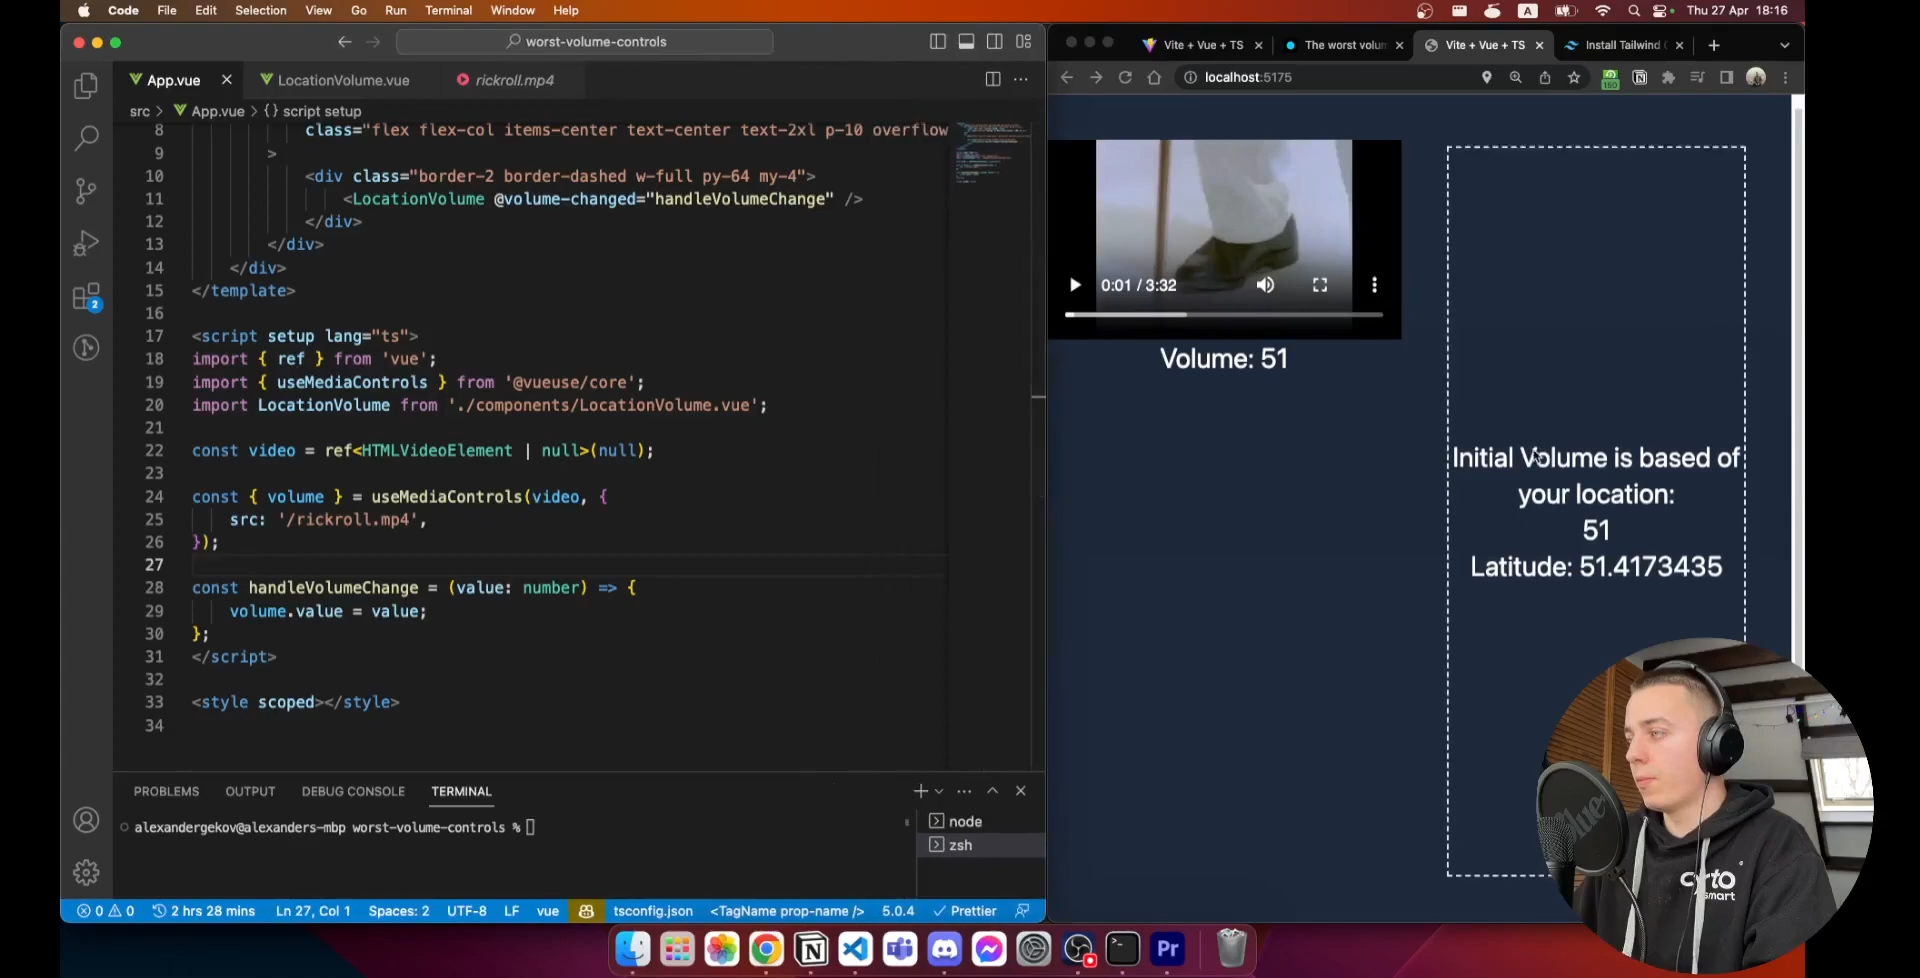 Code File Edit Selection View Go Run Terminal Window Help
A
Thu 27 Apr 18:16
worst-volume-controls
App.vue
LocationVolume.vue
rickroll.mp4
src > App.vue > {} script setup
8 class="flex flex-col items-center text-center text-2xl p-10 overflow
9 >
10 <div class="border-2 border-dashed w-full py-64 my-4">
11 <LocationVolume @volume-changed="handleVolumeChange" />
12 </div>
13 </div>
14 </div>
15 </template>
16
17 <script setup lang="ts">
18 import { ref } from 'vue';
19 import { useMediaControls } from '@vueuse/core';
20 import LocationVolume from './components/LocationVolume.vue';
21
22 const video = ref<HTMLVideoElement | null>(null);
23
24 const { volume } = useMediaControls(video, {
25 src: '/rickroll.mp4',
26 });
27
28 const handleVolumeChange = (value: number) => {
29 volume.value = value;
30 };
31 </script>
32
33 <style scoped></style>
34
2
PROBLEMS OUTPUT DEBUG CONSOLE TERMINAL
alexandergekov@alexanders-mbp worst-volume-controls %
node
zsh
0 0 2 hrs 28 mins Ln 27, Col 1 Spaces: 2 UTF-8 LF vue tsconfig.json <TagName prop-name /> 5.0.4 Prettier
Vite + Vue + TS
The worst volum
Vite + Vue + TS
Install Tailwind
localhost:5175
0:01 / 3:32
Volume: 51
Initial Volume is based of
your location:
51
Latitude: 51.4173435
Blue
smart
Pr